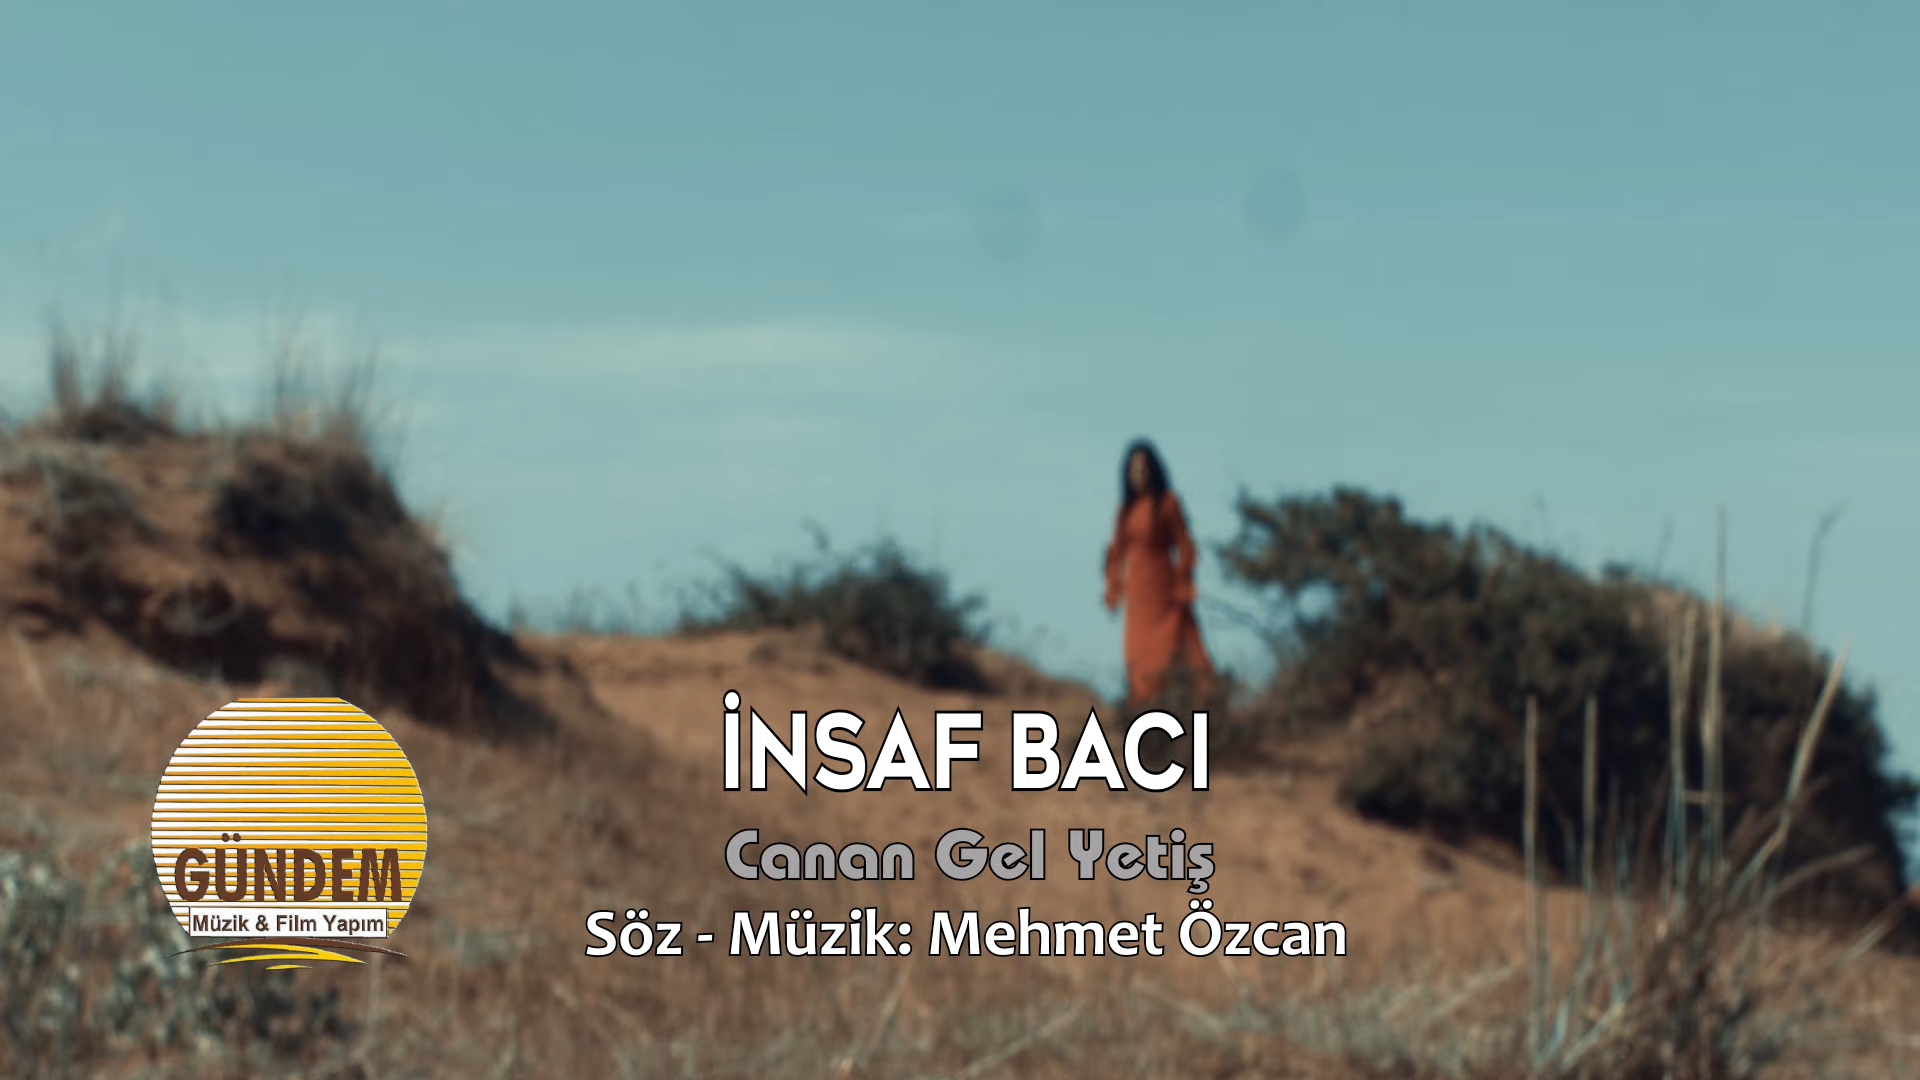 İNSAF BACI
Canan Gel Yetiş
Söz - Müzik: Mehmet Özcan
GÜNDEM
Müzik & Film Yapım